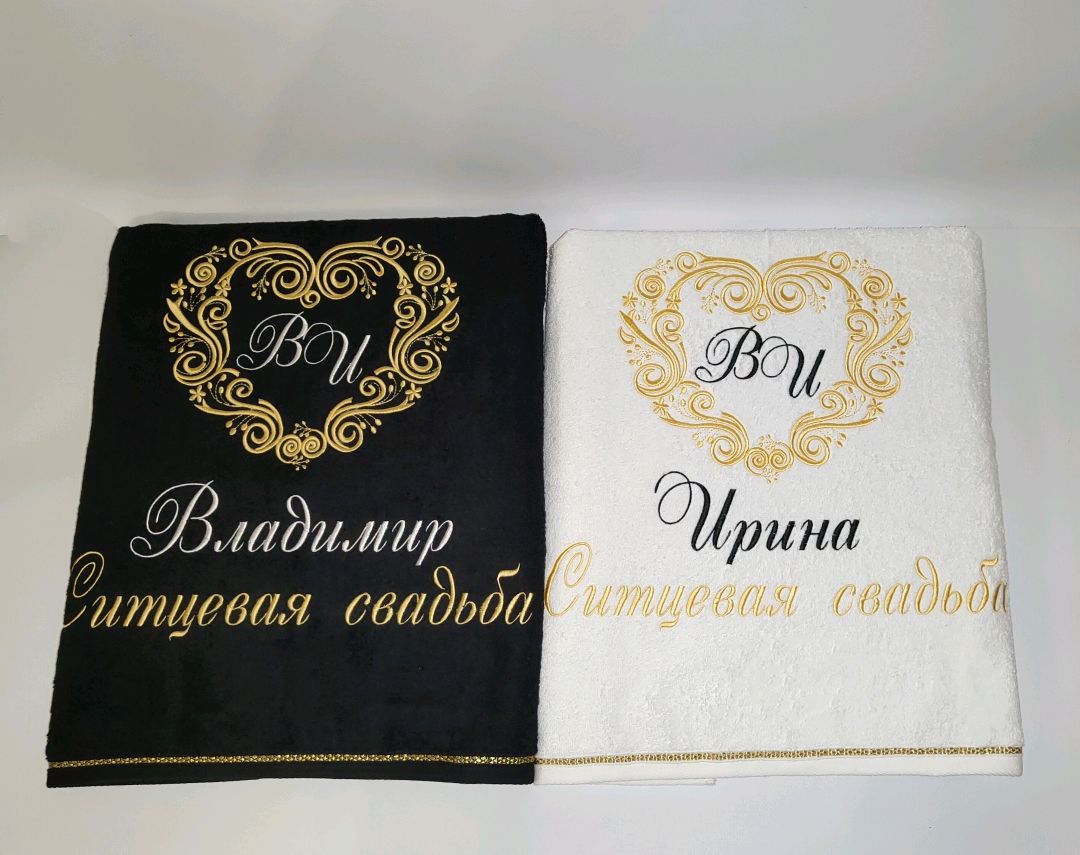 ВИ
Владимир
Ситцевая свадьба
ВИ
Ирина
Ситцевая свадьба